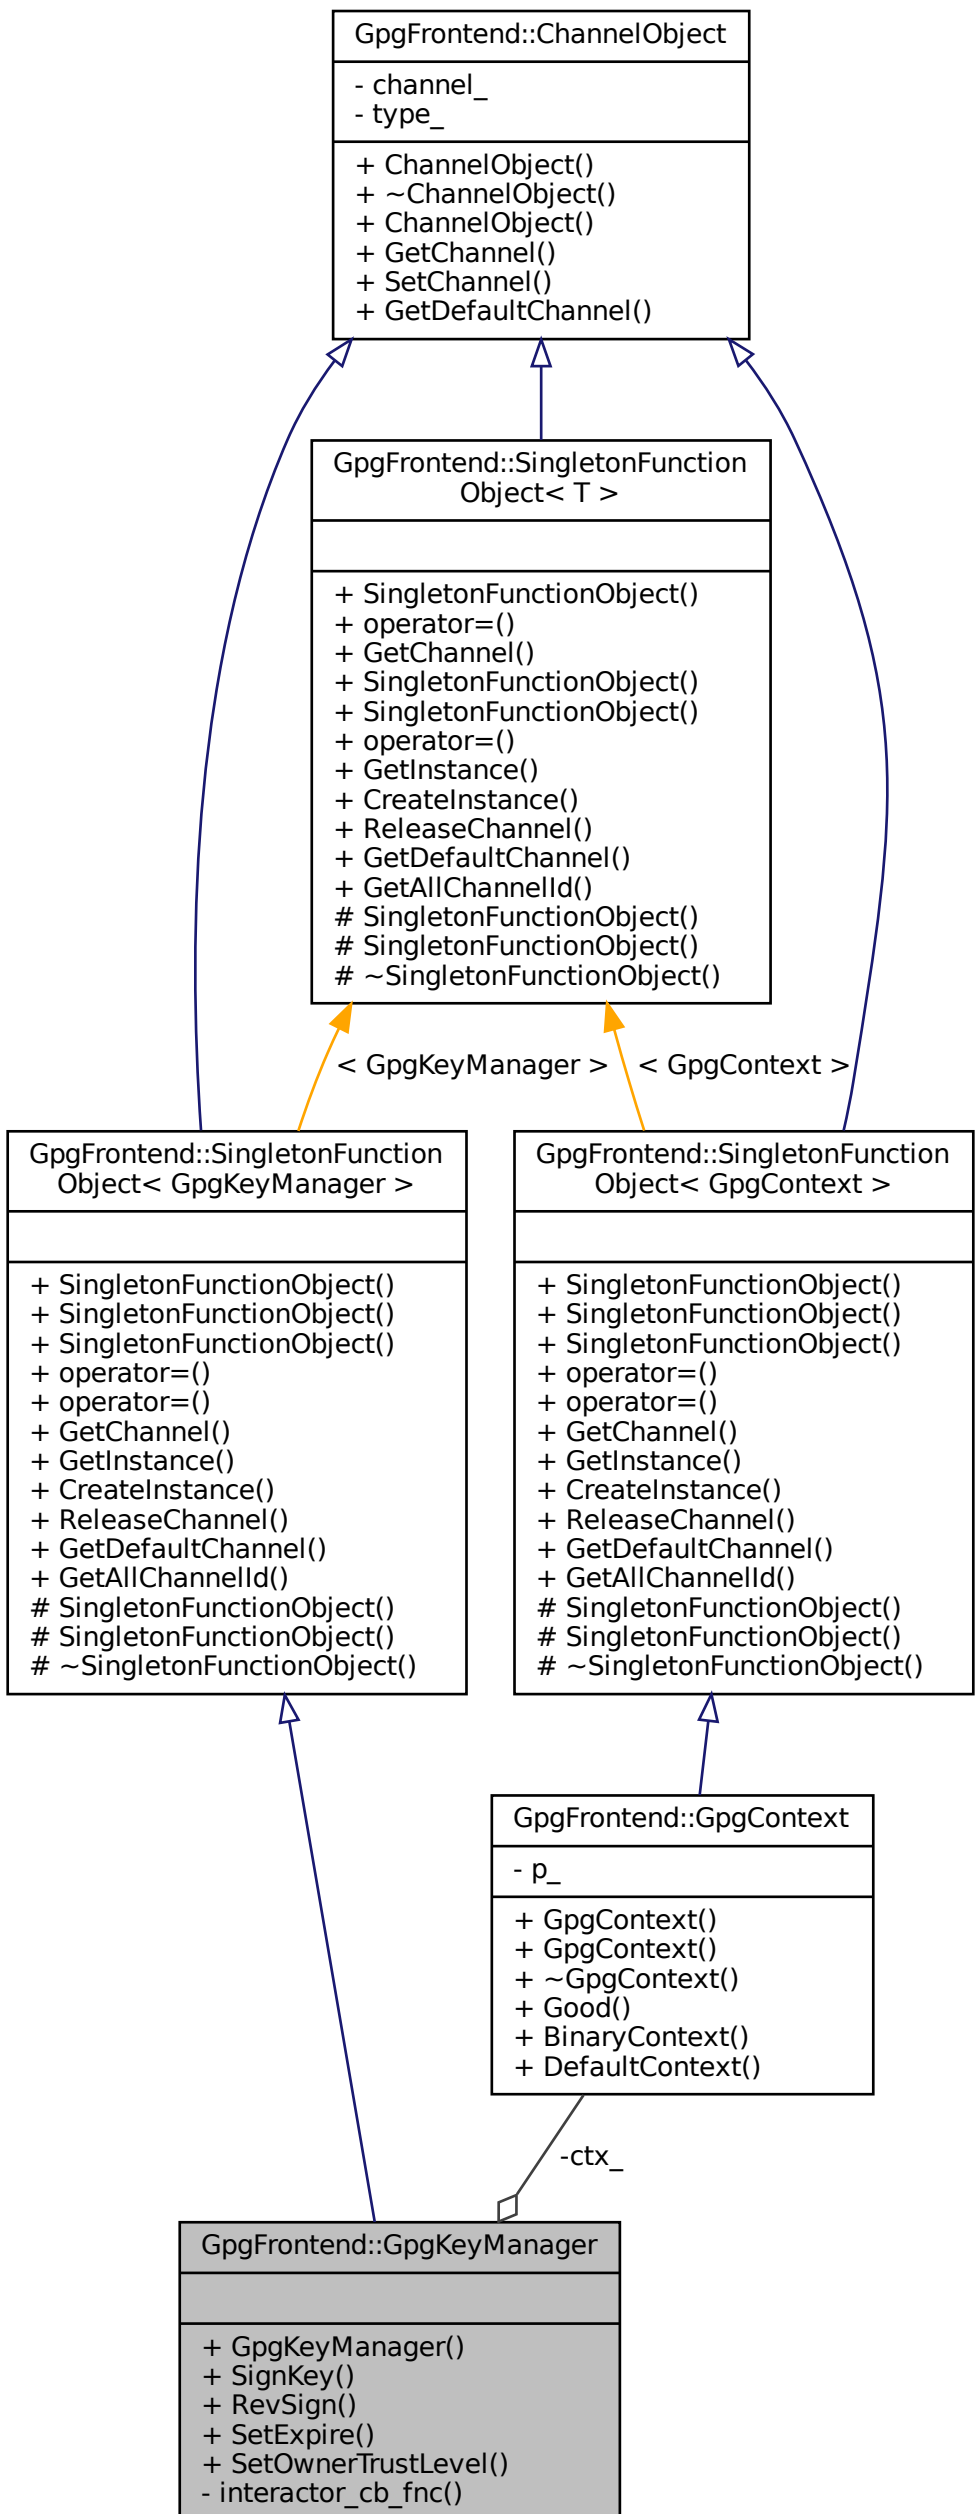 GpgFrontend::ChannelObject
- channel_
- type_
+ ChannelObject()
+ ~ChannelObject()
+ ChannelObject()
+ GetChannel()
+ SetChannel()
+ GetDefaultChannel()
GpgFrontend::SingletonFunction
Object< T >
+ SingletonFunctionObject()
+ operator=()
+ GetChannel()
+ SingletonFunctionObject()
+ SingletonFunctionObject()
+ operator=()
+ GetInstance()
+ CreateInstance()
+ ReleaseChannel()
+ GetDefaultChannel()
+ GetAllChannelId()
# SingletonFunctionObject()
# SingletonFunctionObject()
# ~SingletonFunctionObject()
< GpgKeyManager >
< GpgContext >
GpgFrontend::SingletonFunction
Object< GpgKeyManager >
+ SingletonFunctionObject()
+ SingletonFunctionObject()
+ SingletonFunctionObject()
+ operator=()
+ operator=()
+ GetChannel()
+ GetInstance()
+ CreateInstance()
+ ReleaseChannel()
+ GetDefaultChannel()
+ GetAllChannelId()
# SingletonFunctionObject()
# SingletonFunctionObject()
# ~SingletonFunctionObject()
GpgFrontend::SingletonFunction
Object< GpgContext >
+ SingletonFunctionObject()
+ SingletonFunctionObject()
+ SingletonFunctionObject()
+ operator=()
+ operator=()
+ GetChannel()
+ GetInstance()
+ CreateInstance()
+ ReleaseChannel()
+ GetDefaultChannel()
+ GetAllChannelId()
# SingletonFunctionObject()
# SingletonFunctionObject()
# ~SingletonFunctionObject()
GpgFrontend::GpgContext
- p_
+ GpgContext()
+ GpgContext()
+ ~GpgContext()
+ Good()
+ BinaryContext()
+ DefaultContext()
-ctx_
GpgFrontend::GpgKeyManager
+ GpgKeyManager()
+ SignKey()
+ RevSign()
+ SetExpire()
+ SetOwnerTrustLevel()
- interactor_cb_fnc()